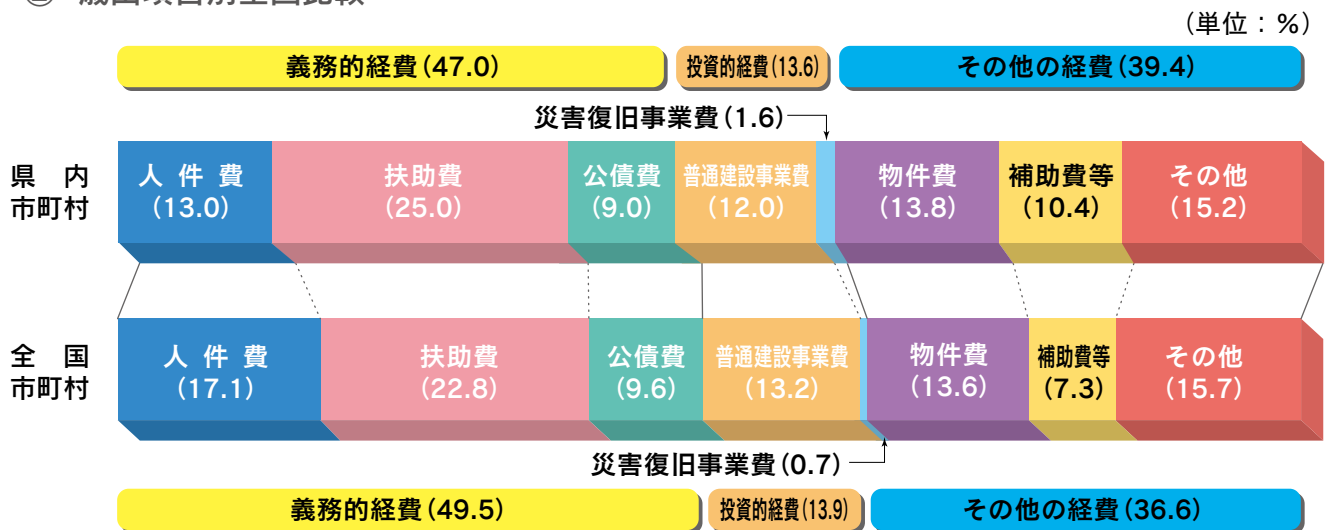 (単位：%)
義務的経費(47.0)
投資的経費(13.6)
その他の経費(39.4)
災害復旧事業費(1.6)
県内
市町村
人件費
(13.0)
扶助費
(25.0)
公債費
(9.0)
普通建設事業費
(12.0)
物件費
(13.8)
補助費等
(10.4)
その他
(15.2)
全国
市町村
人件費
(17.1)
扶助費
(22.8)
公債費
(9.6)
普通建設事業費
(13.2)
物件費
(13.6)
補助費等
(7.3)
その他
(15.7)
災害復旧事業費(0.7)
義務的経費(49.5)
投資的経費(13.9)
その他の経費(36.6)